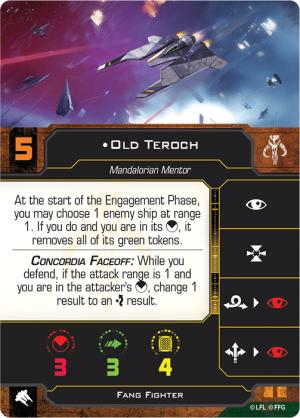 5
•Old Teroch
Mandalorian Mentor
At the start of the Engagement Phase,
you may choose 1 enemy ship at range
1. If you do and you are in its , it
removes all of its green tokens.
Concordia Faceoff: While you
defend, if the attack range is 1 and
you are in the attacker's , change 1
result to an result.
3 3 4
Fang Fighter
© LFL © FFG